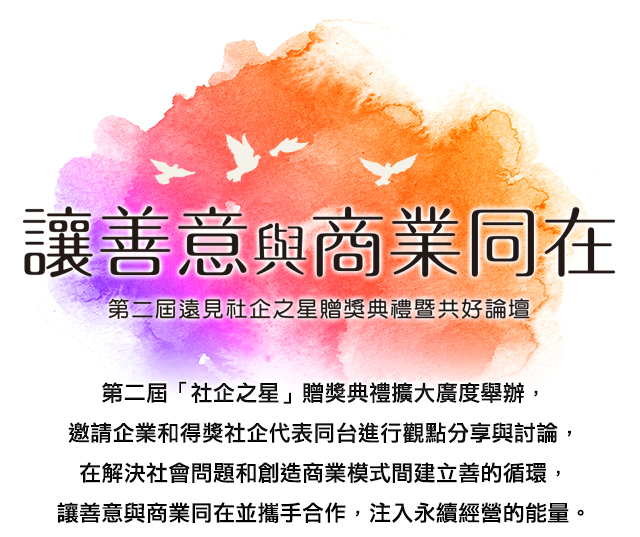 讓善意與商業同在
第二屆遠見社企之星贈獎典禮暨共好論壇
第二屆「社企之星」贈獎典禮擴大廣度舉辦，
邀請企業和得獎社企代表同台進行觀點分享與討論，
在解決社會問題和創造商業模式間建立善的循環，
讓善意與商業同在並攜手合作，注入永續經營的能量。